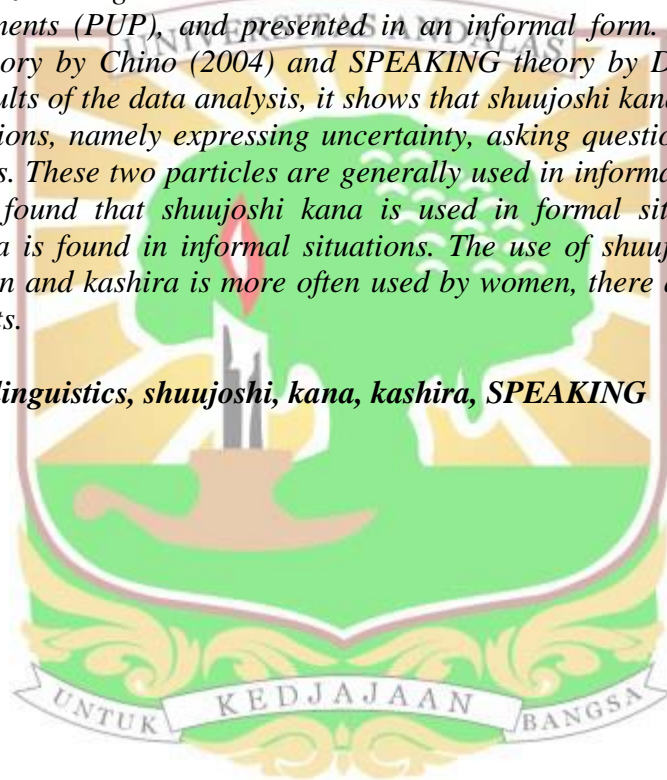 UNIVERSITAS ANDALAS
ments (PUP), and presented in an informal form.
ory by Chino (2004) and SPEAKING theory by D
ults of the data analysis, it shows that shuujoshi kana
ions, namely expressing uncertainty, asking questio
s. These two particles are generally used in informa
found that shuujoshi kana is used in formal sit
a is found in informal situations. The use of shuuj
n and kashira is more often used by women, there a
ts.
linguistics, shuujoshi, kana, kashira, SPEAKING
UNTUK KEDJAJAAN BANGSA